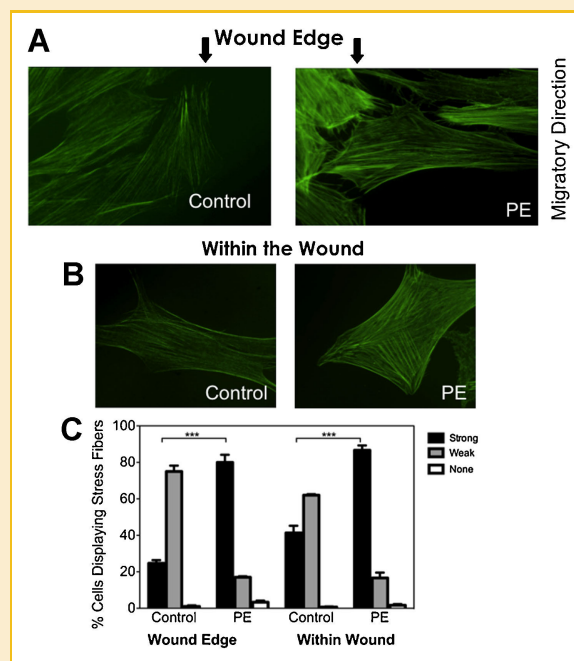 A
Wound Edge
Control
PE
Migratory Direction
Within the Wound
B
Control
PE
C
% Cells Displaying Stress Fibers
100
80
60
40
20
0
***
***
Strong
Weak
None
Control
PE
Control
PE
Wound Edge
Within Wound